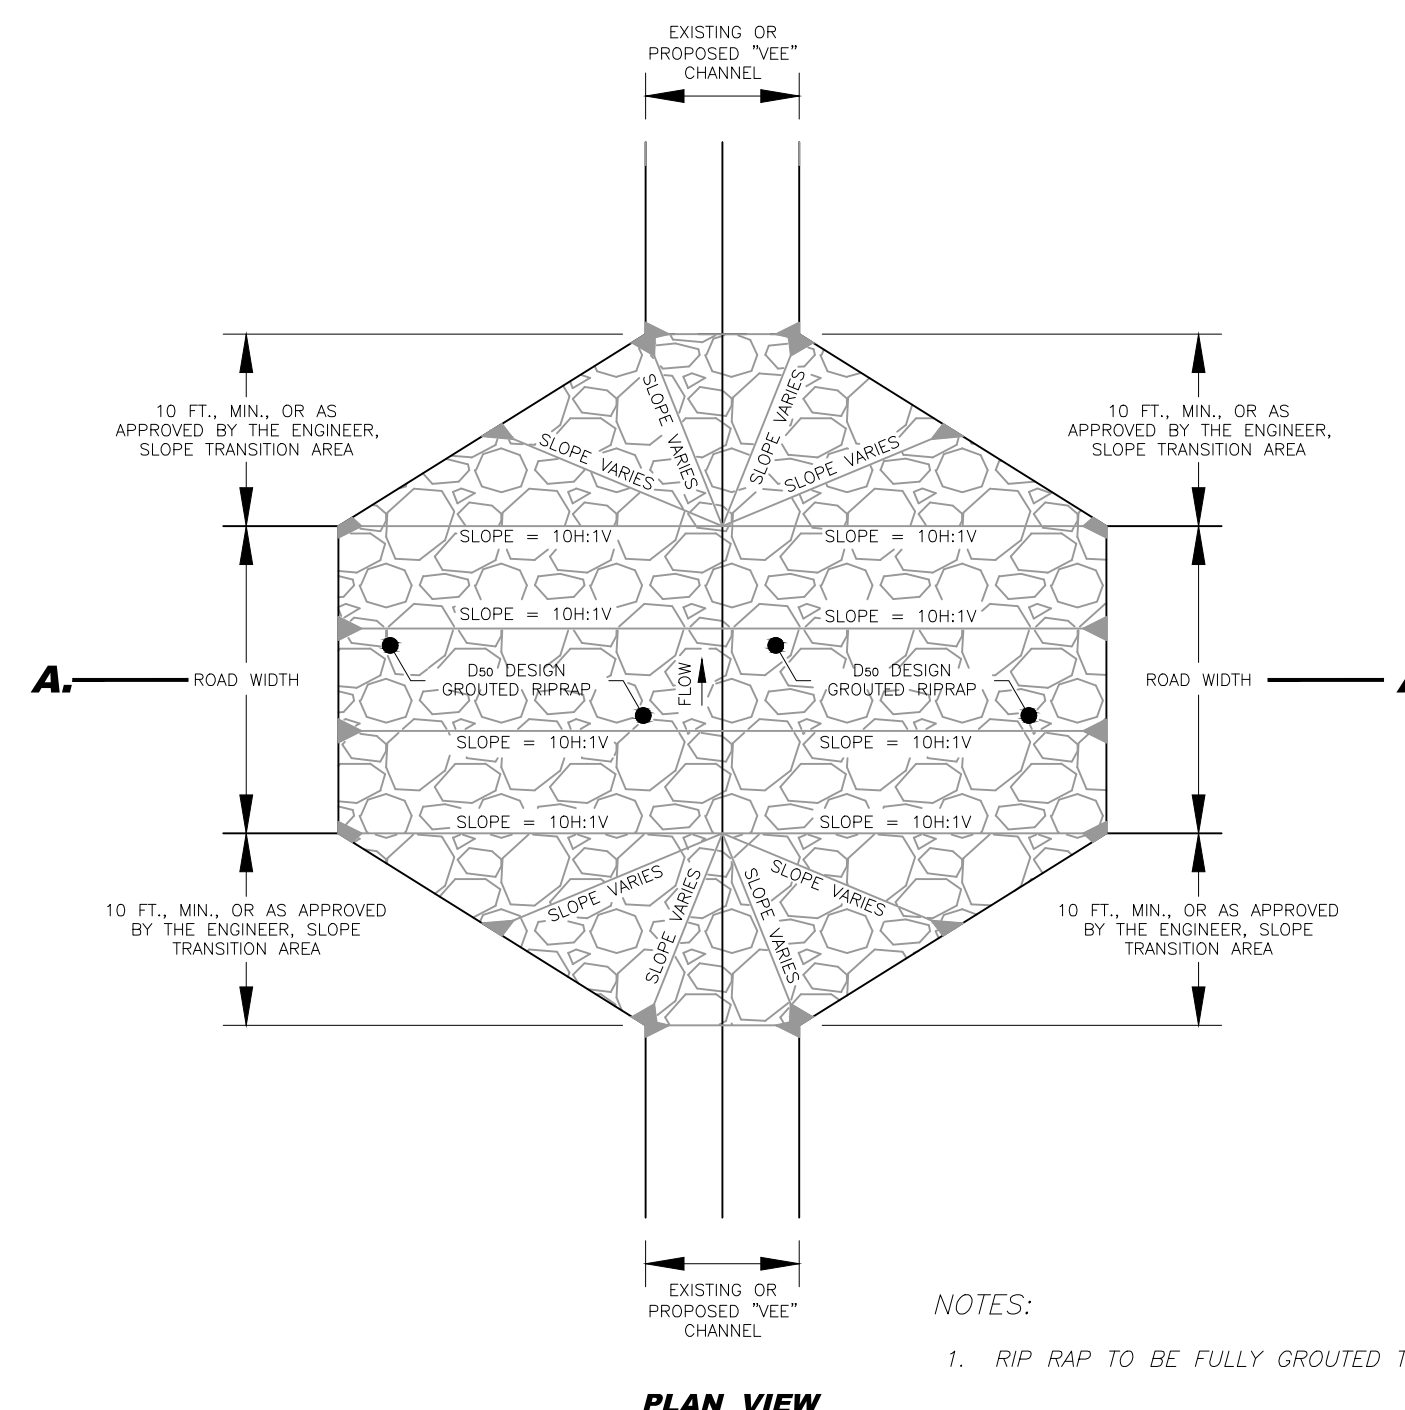 EXISTING OR
PROPOSED "VEE"
CHANNEL
10 FT., MIN., OR AS
APPROVED BY THE ENGINEER,
SLOPE TRANSITION AREA
SLOPE VARIES
SLOPE VARIES
SLOPE VARIES
SLOPE VARIES
10 FT., MIN., OR AS
APPROVED BY THE ENGINEER,
SLOPE TRANSITION AREA
SLOPE = 10H:1V
SLOPE = 10H:1V
SLOPE = 10H:1V
SLOPE = 10H:1V
A.
ROAD WIDTH
D50 DESIGN
GROUTED RIPRAP
FLOW
D50 DESIGN
GROUTED RIPRAP
ROAD WIDTH
SLOPE = 10H:1V
SLOPE = 10H:1V
SLOPE = 10H:1V
SLOPE = 10H:1V
10 FT., MIN., OR AS APPROVED
BY THE ENGINEER, SLOPE
TRANSITION AREA
SLOPE VARIES
SLOPE VARIES
SLOPE VARIES
SLOPE VARIES
10 FT., MIN., OR AS APPROVED
BY THE ENGINEER, SLOPE
TRANSITION AREA
EXISTING OR
PROPOSED "VEE"
CHANNEL
NOTES:
1. RIP RAP TO BE FULLY GROUTED
PLAN VIEW